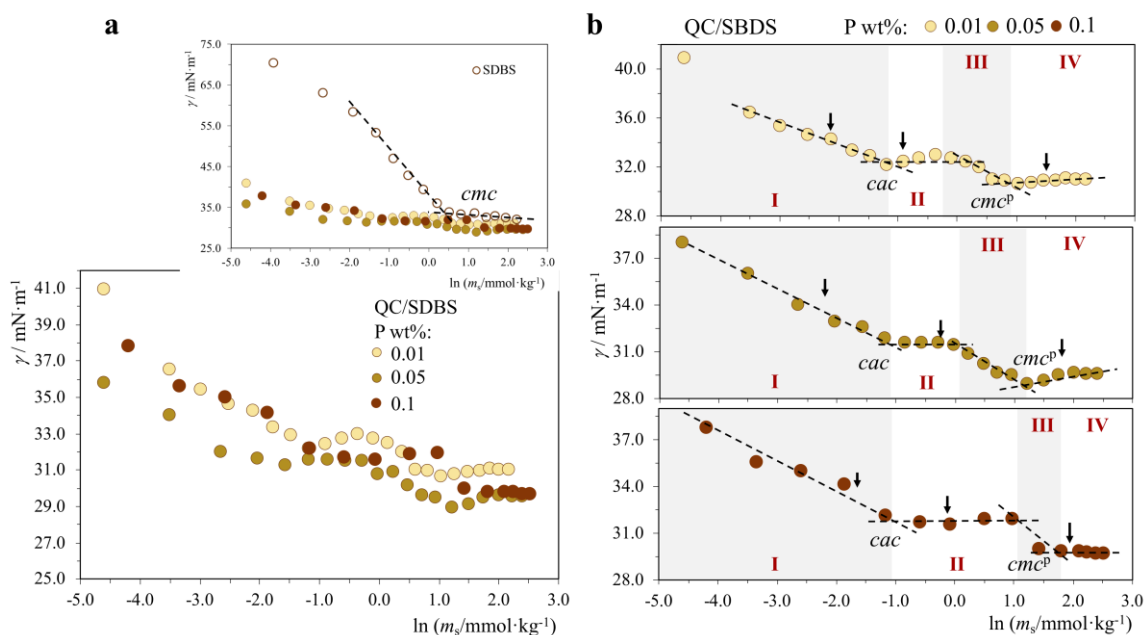 a
75.0
65.0
55.0
45.0
35.0
25.0
γ / mN·m⁻¹
SDBS
cmc
-5.0 -4.0 -3.0 -2.0 -1.0 0.0 1.0 2.0 3.0
ln (mₛ/mmol·kg⁻¹)
41.0
39.0
37.0
35.0
33.0
31.0
29.0
27.0
25.0
γ / mN·m⁻¹
QC/SDBS
P wt%:
0.01
0.05
0.1
-5.0 -4.0 -3.0 -2.0 -1.0 0.0 1.0 2.0 3.0
ln (mₛ/mmol·kg⁻¹)
b
QC/SBDS P wt%: 0.01 0.05 0.1
40.0
36.0
32.0
28.0
I
cac
II
III
cmcᵖ
IV
37.0
34.0
31.0
28.0
γ / mN·m⁻¹
I
cac
II
III
cmcᵖ
IV
37.0
34.0
31.0
28.0
I
cac
II
III
cmcᵖ
IV
-5.0 -4.0 -3.0 -2.0 -1.0 0.0 1.0 2.0 3.0
ln (mₛ/mmol·kg⁻¹)